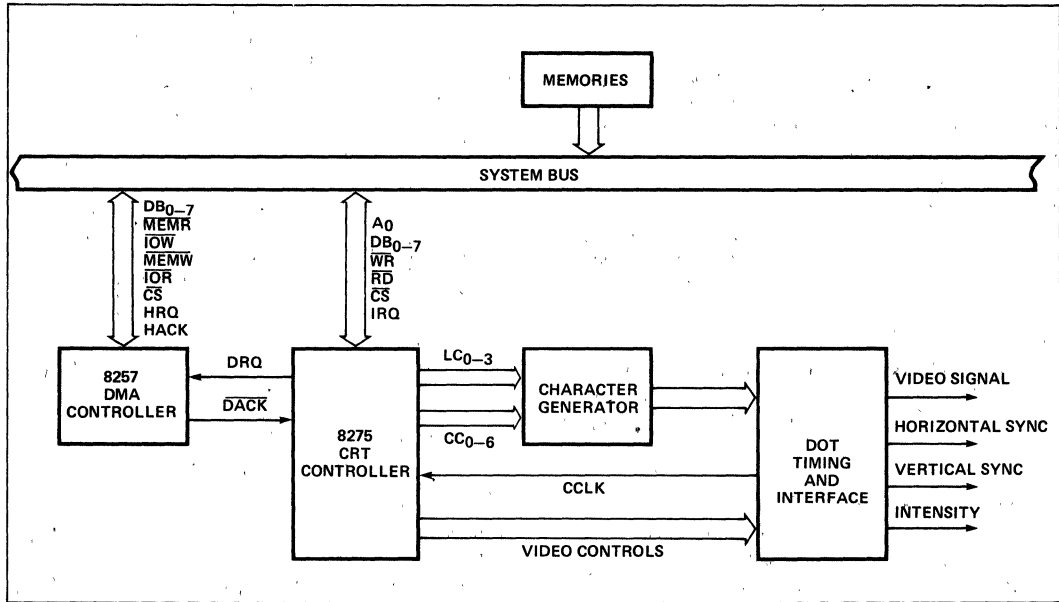 MEMORIES
SYSTEM BUS
DB0–7
MEMR
IOW
MEMW
IOR
CS
HRQ
HACK
A0
DB0–7
WR
RD
CS
IRQ
8257
DMA
CONTROLLER
DRQ
DACK
8275
CRT
CONTROLLER
LC0–3
CC0–6
CHARACTER
GENERATOR
CCLK
VIDEO CONTROLS
DOT
TIMING
AND
INTERFACE
VIDEO SIGNAL
HORIZONTAL SYNC
VERTICAL SYNC
INTENSITY